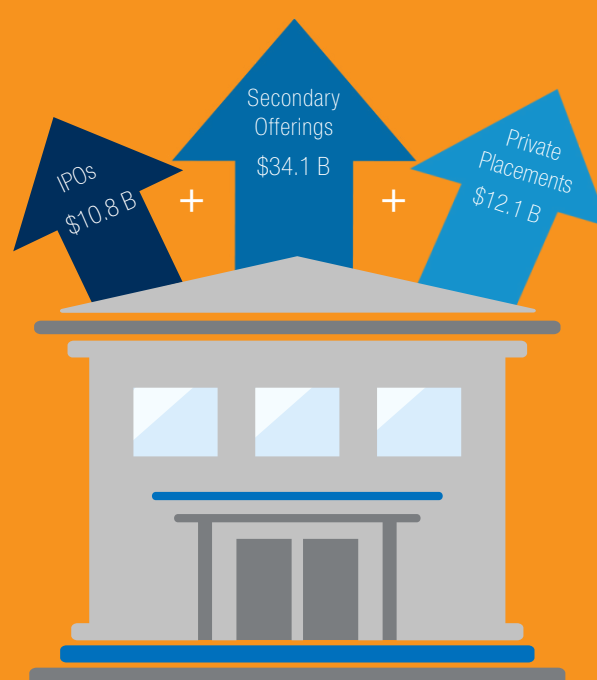 IPOs
$10.8 B
+
Secondary
Offerings
$34.1 B
+
Private
Placements
$12.1 B